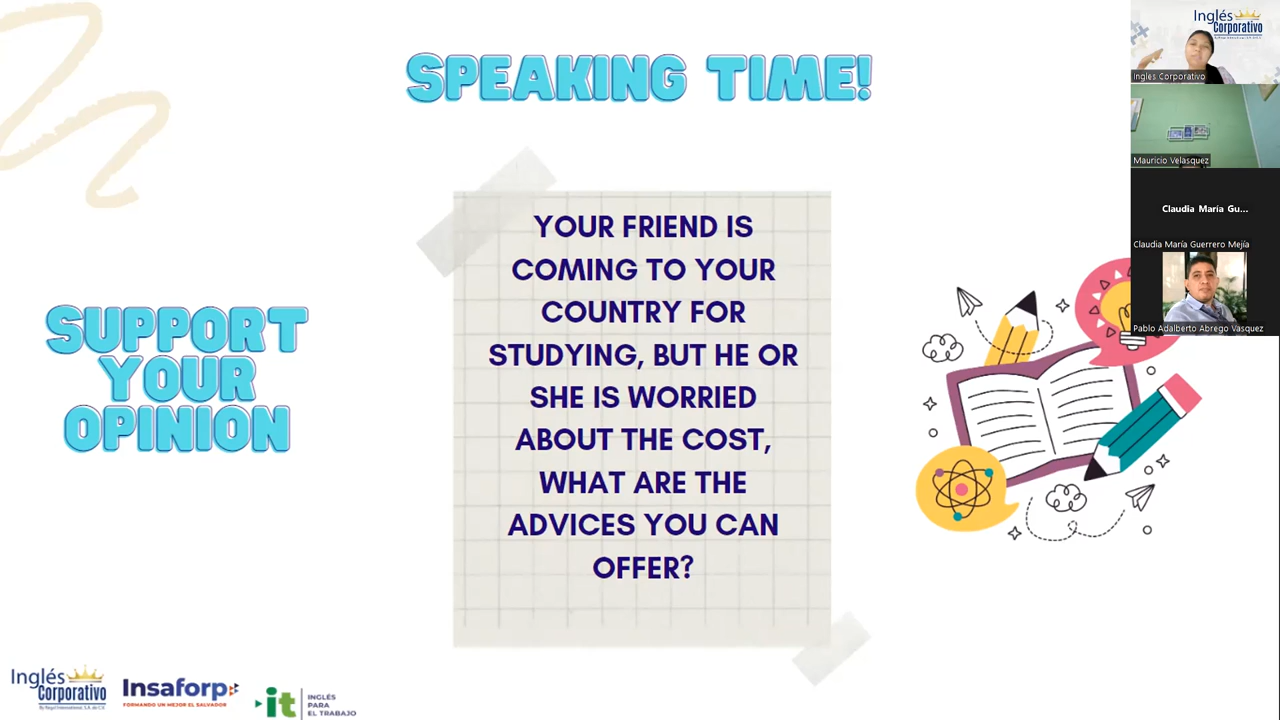 SPEAKING TIME!
SUPPORT
YOUR
OPINION
YOUR FRIEND IS
COMING TO YOUR
COUNTRY FOR
STUDYING, BUT HE OR
SHE IS WORRIED
ABOUT THE COST,
WHAT ARE THE
ADVICES YOU CAN
OFFER?
Inglés
Corporativo
Ingles Corporativo
Mauricio Velasquez
Claudia María Gu...
Claudia María Guerrero Mejía
Pablo Adalberto Abrego Vasquez
Inglés
Corporativo
Insaforp
FORMANDO UN MEJOR EL SALVADOR
it
INGLÉS
PARA
EL TRABAJO